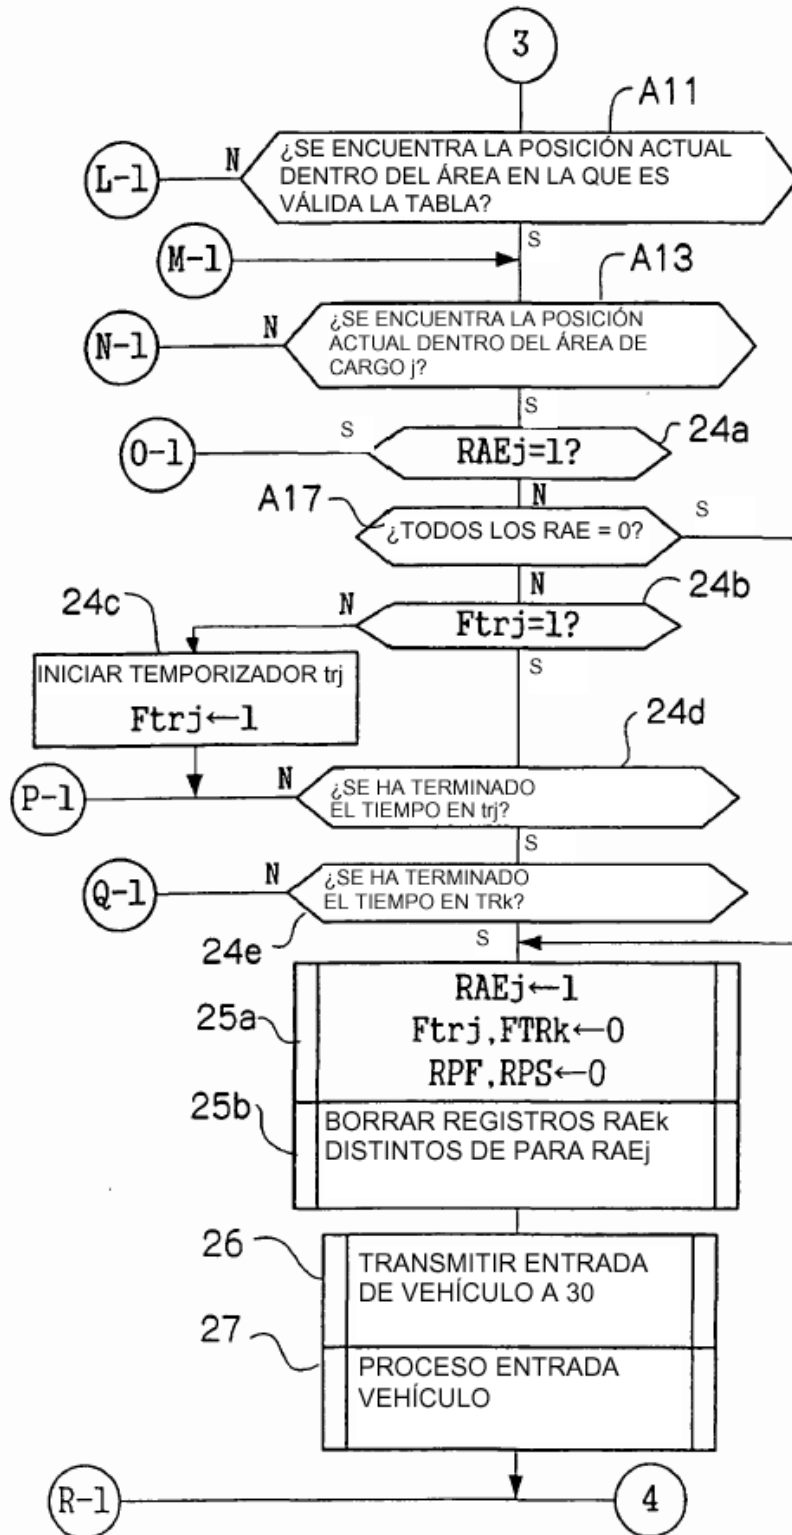 3
A11
L-1
N
¿SE ENCUENTRA LA POSICIÓN ACTUAL
DENTRO DEL ÁREA EN LA QUE ES
VÁLIDA LA TABLA?
S
M-1
A13
N-1
N
¿SE ENCUENTRA LA POSICIÓN
ACTUAL DENTRO DEL ÁREA DE
CARGO j?
S
O-1
S
RAEj=1?
24a
N
A17
¿TODOS LOS RAE = 0?
S
N
24b
24c
N
Ftrj=1?
S
INICIAR TEMPORIZADOR trj
Ftrj←1
24d
P-1
N
¿SE HA TERMINADO
EL TIEMPO EN trj?
S
Q-1
N
¿SE HA TERMINADO
EL TIEMPO EN TRk?
24e
S
25a
RAEj←1
Ftrj,FTRk←0
RPF,RPS←0
25b
BORRAR REGISTROS RAEk
DISTINTOS DE PARA RAEj
26
TRANSMITIR ENTRADA
DE VEHÍCULO A 30
27
PROCESO ENTRADA
VEHÍCULO
R-1
4